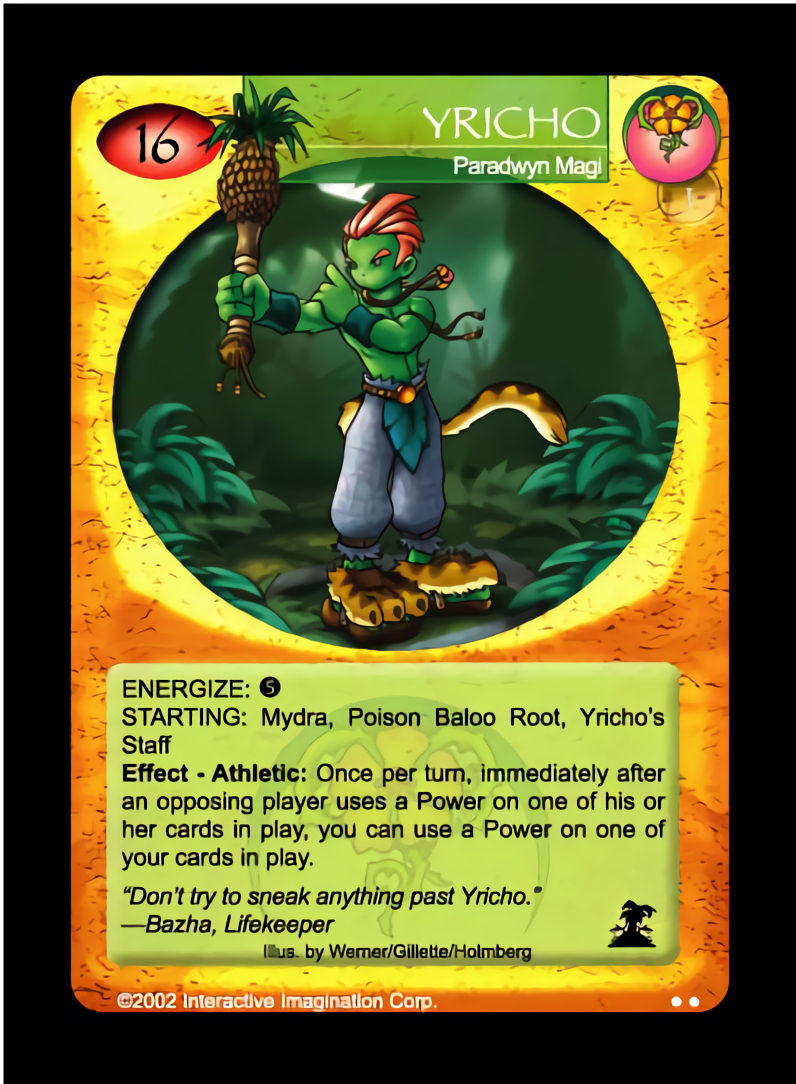 16
YRICHO
Paradwyn Magi
ENERGIZE: 5
STARTING: Mydra, Poison Baloo Root, Yricho's
Staff
Effect - Athletic: Once per turn, immediately after
an opposing player uses a Power on one of his or
her cards in play, you can use a Power on one of
your cards in play.
"Don't try to sneak anything past Yricho."
—Bazha, Lifekeeper
Illus. by Werner/Gillette/Holmberg
©2002 Interactive Imagination Corp.